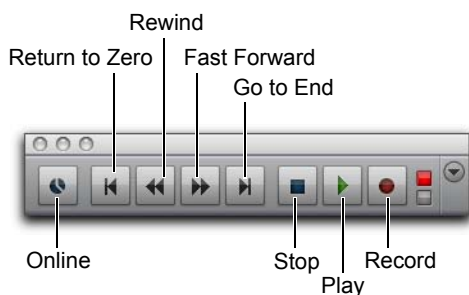 Rewind
Return to Zero
Fast Forward
Go to End
Online
Stop
Record
Play